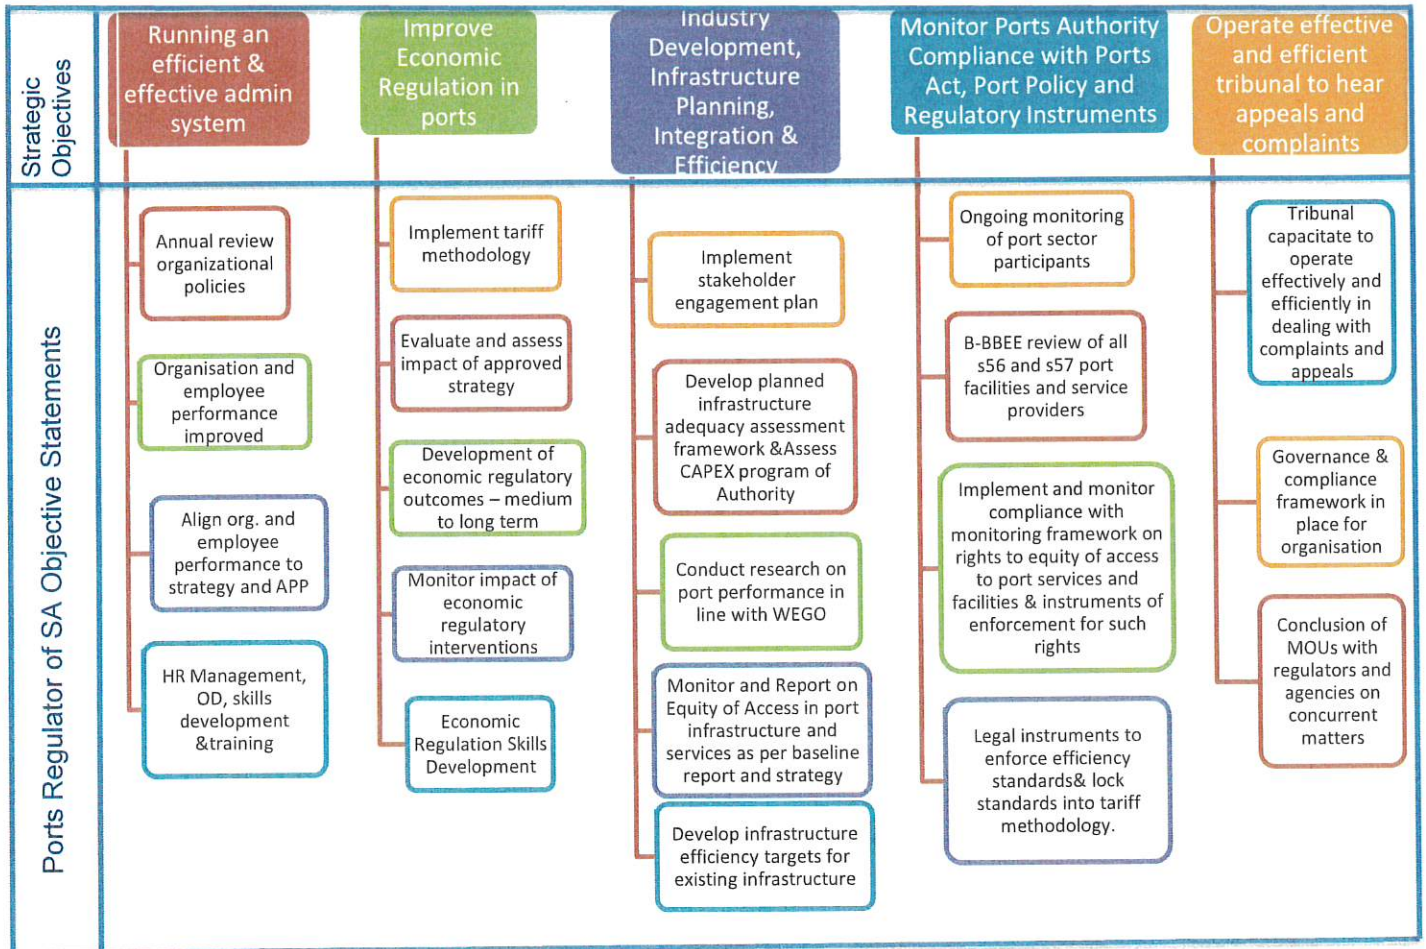 Strategic
Objectives
Running an
efficient &
effective admin
system
Improve
Economic
Regulation in
ports
Industry
Development,
Infrastructure
Planning,
Integration &
Efficiency
Monitor Ports Authority
Compliance with Ports
Act, Port Policy and
Regulatory Instruments
Operate effective
and efficient
tribunal to hear
appeals and
complaints
Ports Regulator of SA Objective Statements
Annual review
organizational
policies
Organisation and
employee
performance
improved
Align org. and
employee
performance to
strategy and APP
HR Management,
OD, skills
development
&training
Implement tariff
methodology
Evaluate and assess
impact of approved
strategy
Development of
economic regulatory
outcomes – medium
to long term
Monitor impact of
economic
regulatory
interventions
Economic
Regulation Skills
Development
Implement
stakeholder
engagement plan
Develop planned
infrastructure
adequacy assessment
framework &Assess
CAPEX program of
Authority
Conduct research on
port performance in
line with WEGO
Monitor and Report on
Equity of Access in port
infrastructure and
services as per baseline
report and strategy
Develop infrastructure
efficiency targets for
existing infrastructure
Ongoing monitoring
of port sector
participants
B-BBEE review of all
s56 and s57 port
facilities and service
providers
Implement and monitor
compliance with
monitoring framework on
rights to equity of access
to port services and
facilities & instruments of
enforcement for such
rights
Legal instruments to
enforce efficiency
standards& lock
standards into tariff
methodology.
Tribunal
capacitate to
operate
effectively and
efficiently in
dealing with
complaints and
appeals
Governance &
compliance
framework in
place for
organisation
Conclusion of
MOUs with
regulators and
agencies on
concurrent
matters